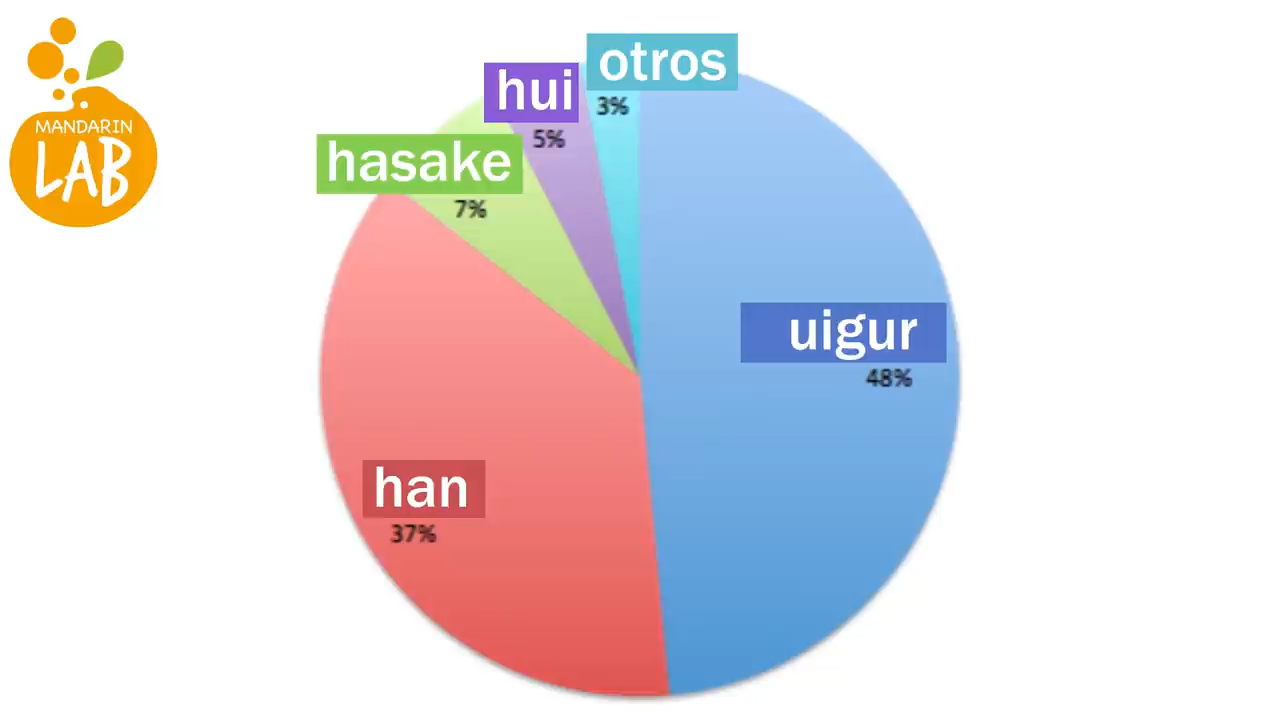 MANDARIN
LAB
otros
3%
hui
5%
hasake
7%
uigur
48%
han
37%